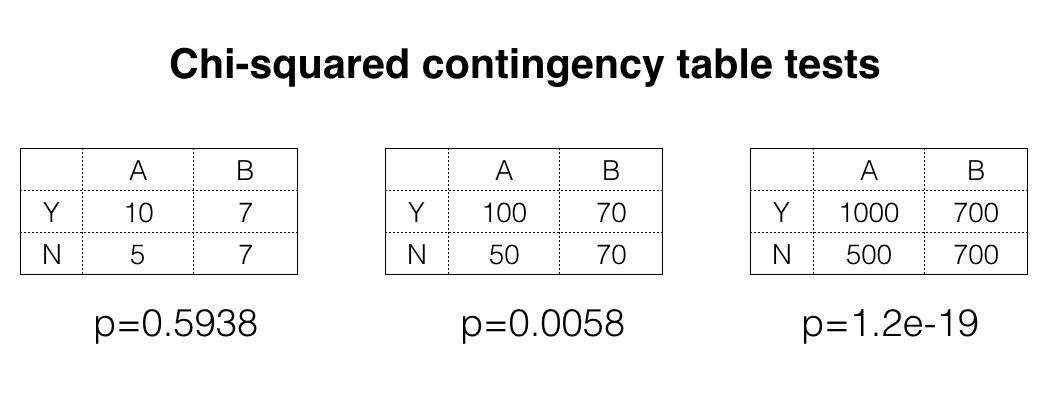 Chi-squared contingency table tests
A B
Y 10 7
N 5 7
p=0.5938
A B
Y 100 70
N 50 70
p=0.0058
A B
Y 1000 700
N 500 700
p=1.2e-19